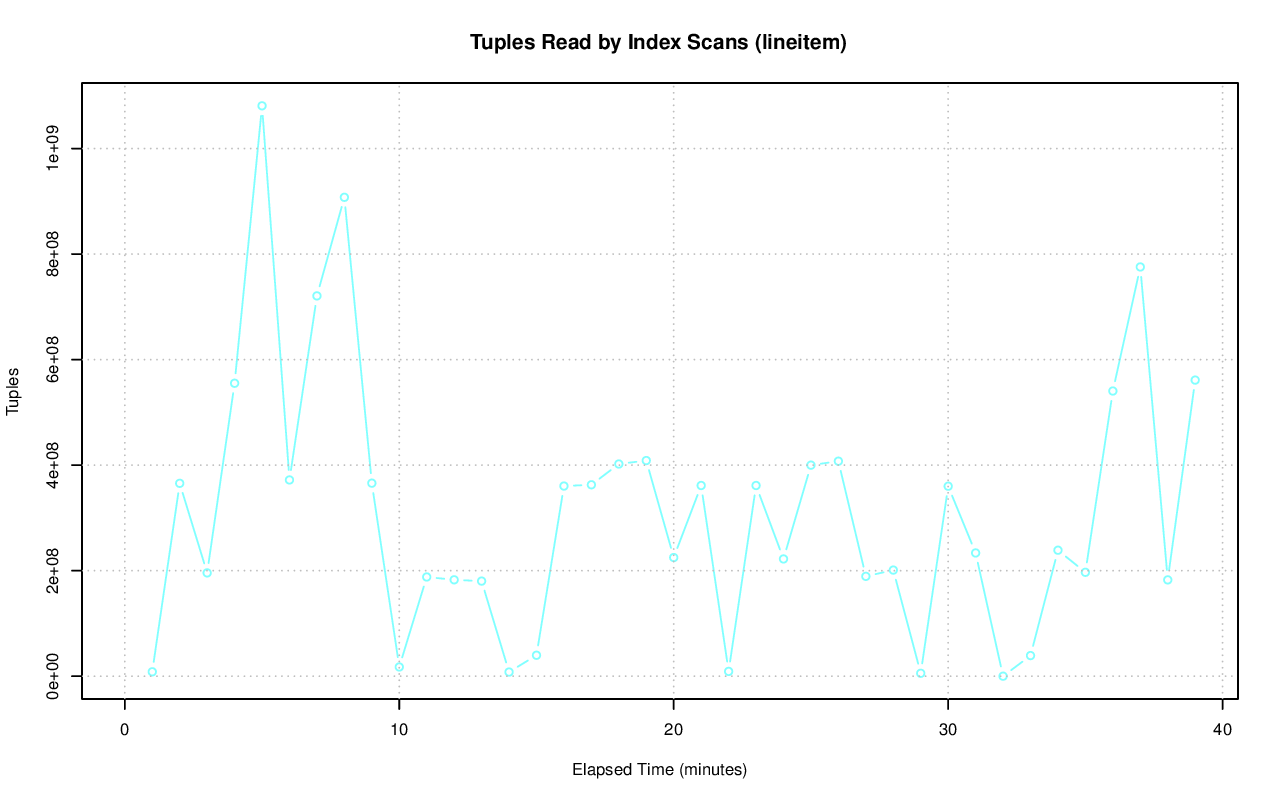 Tuples Read by Index Scans (lineitem)
1e+09
8e+08
6e+08
4e+08
2e+08
0e+00
Tuples
0 10 20 30 40
Elapsed Time (minutes)